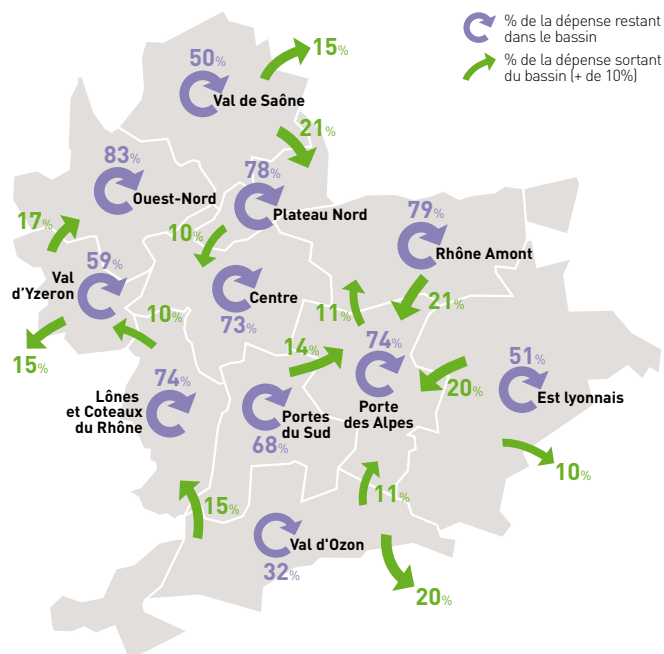 % de la dépense restant
dans le bassin
% de la dépense sortant
du bassin (+ de 10%)
15%
50%
Val de Saône
21%
83%
Ouest-Nord
78%
Plateau Nord
79%
Rhône Amont
17%
10%
59%
Val
d'Yzeron
Centre
73%
10%
11%
21%
15%
14%
74%
Porte
des Alpes
20%
51%
Est lyonnais
74%
Lônes
et Coteaux
du Rhône
Portes
du Sud
68%
10%
15%
11%
Val d'Ozon
32%
20%